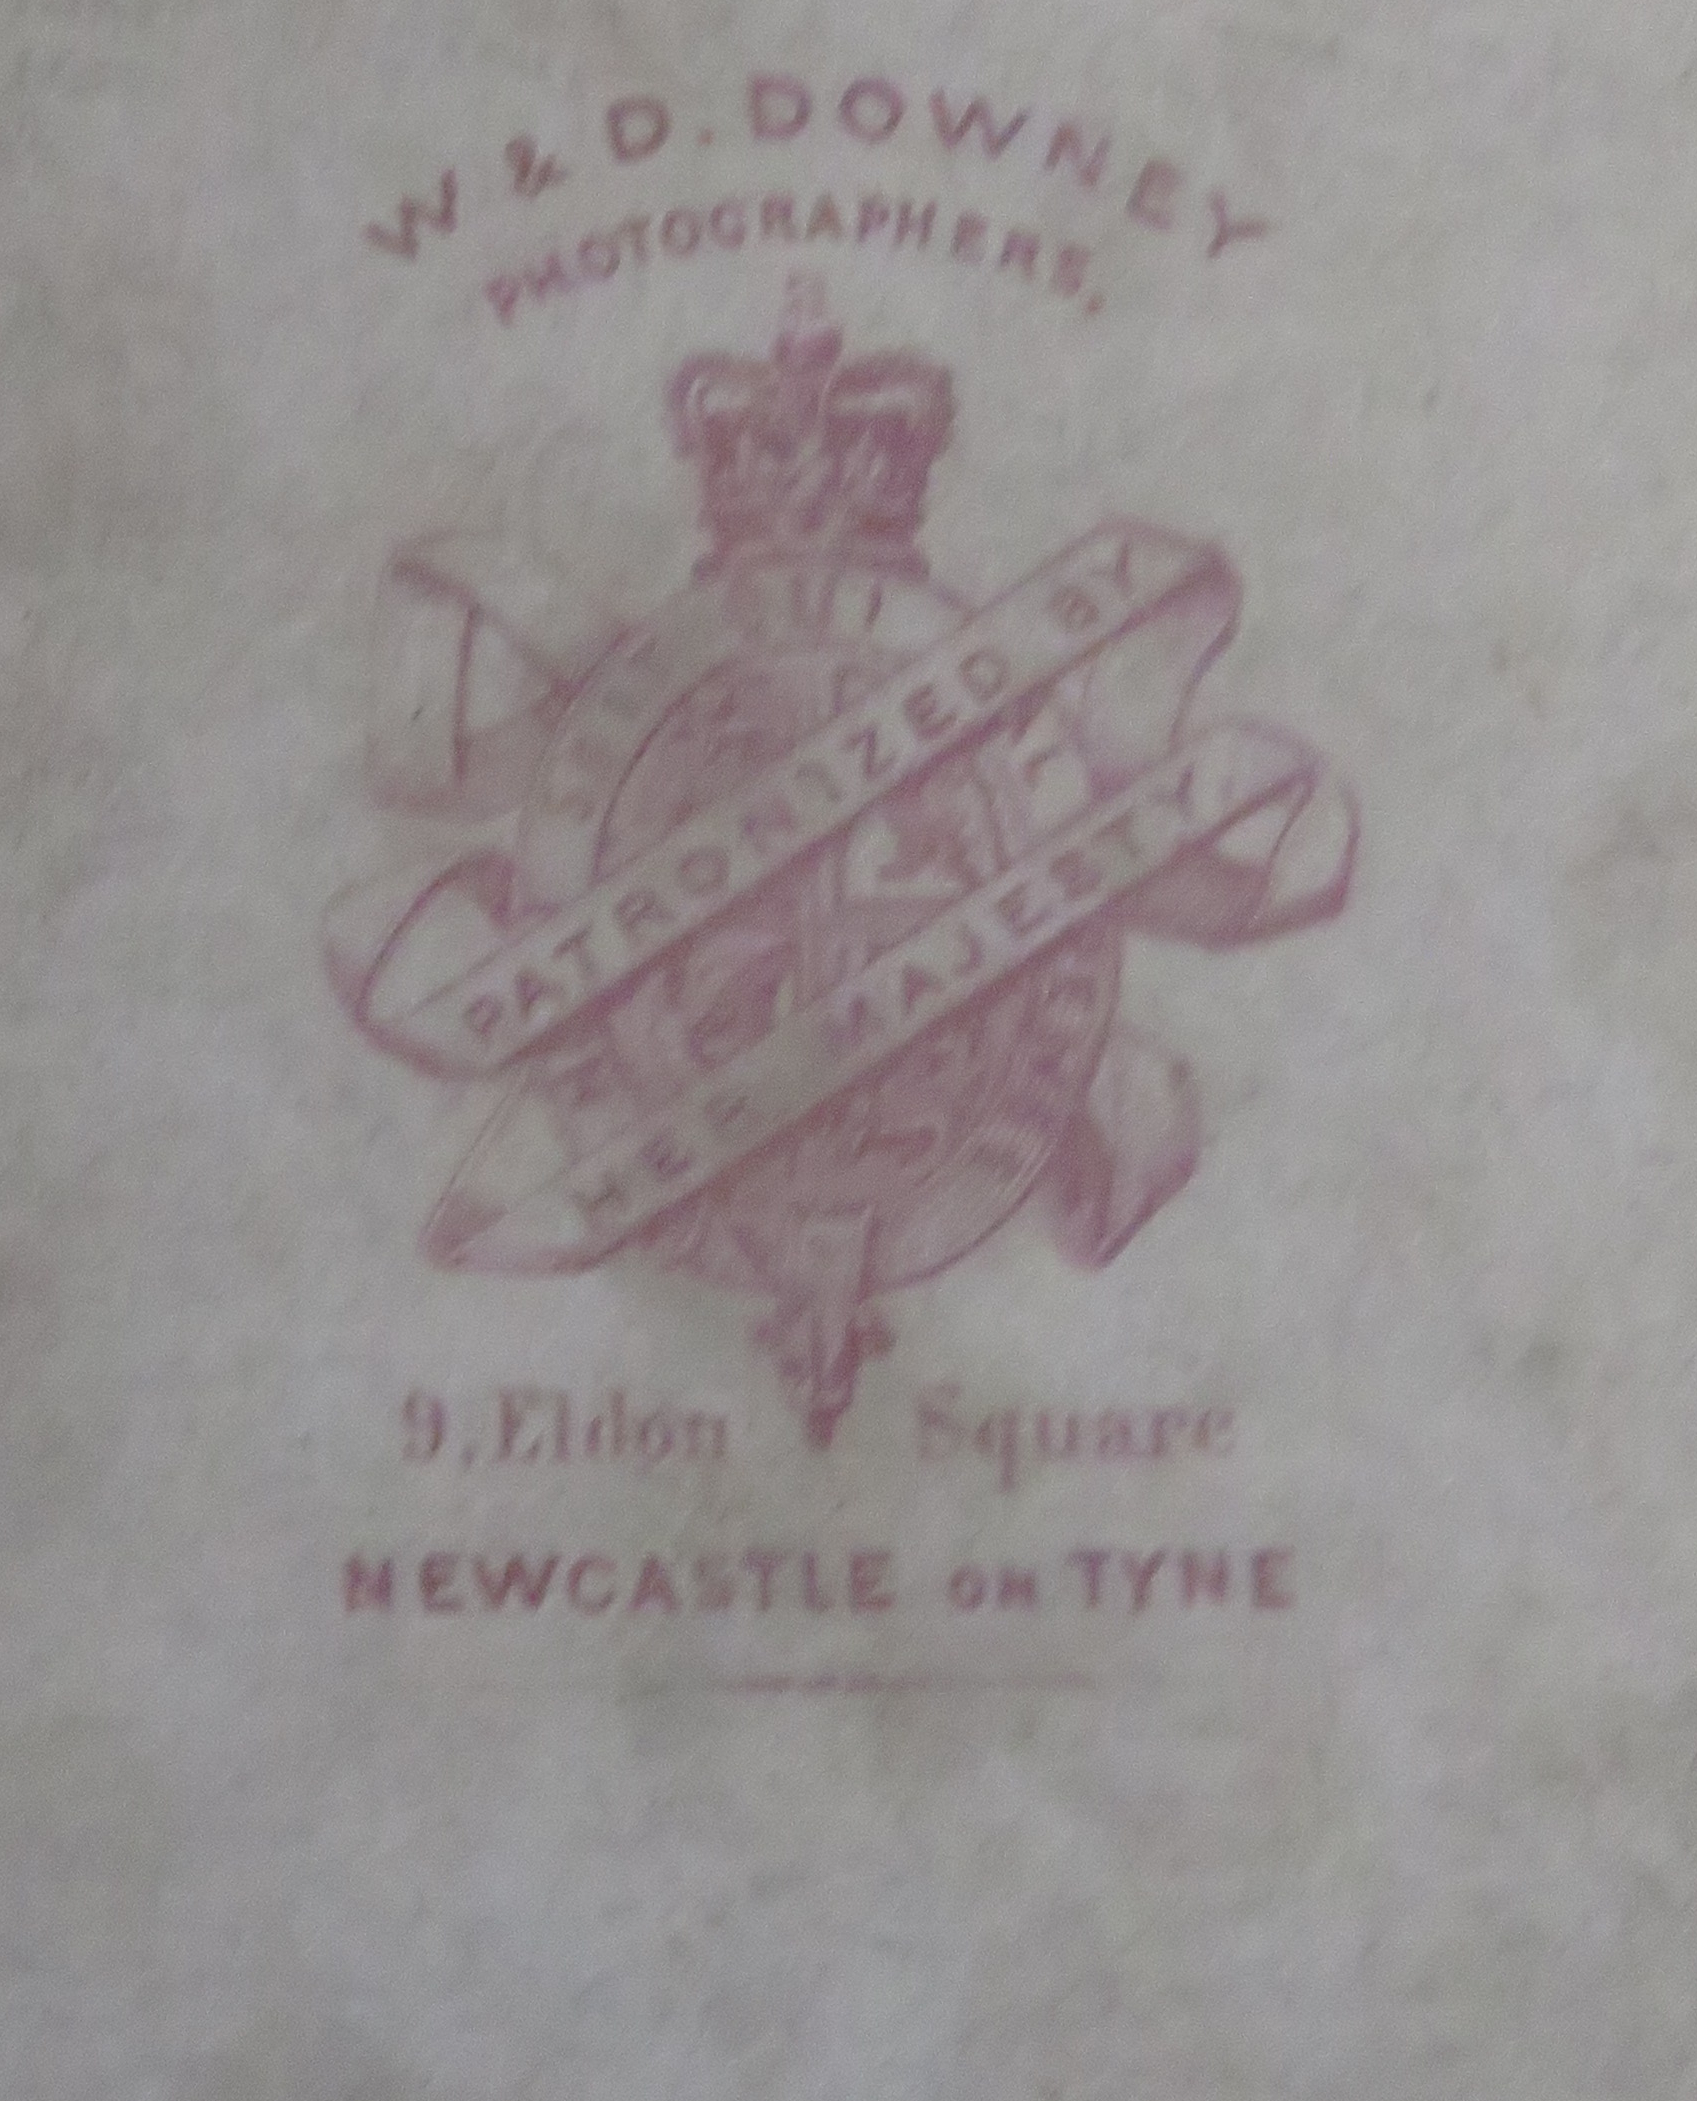 W & D. DOWNEY
PHOTOGRAPHERS.
PATRONIZED BY
HER MAJESTY
9, Eldon Square
NEWCASTLE ON TYNE